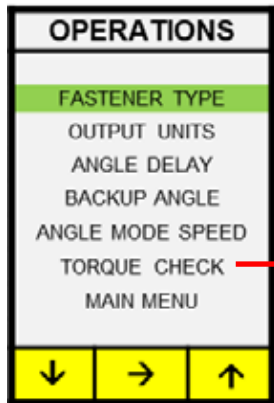 OPERATIONS
FASTENER TYPE
OUTPUT UNITS
ANGLE DELAY
BACKUP ANGLE
ANGLE MODE SPEED
TORQUE CHECK
MAIN MENU
↓ → ↑